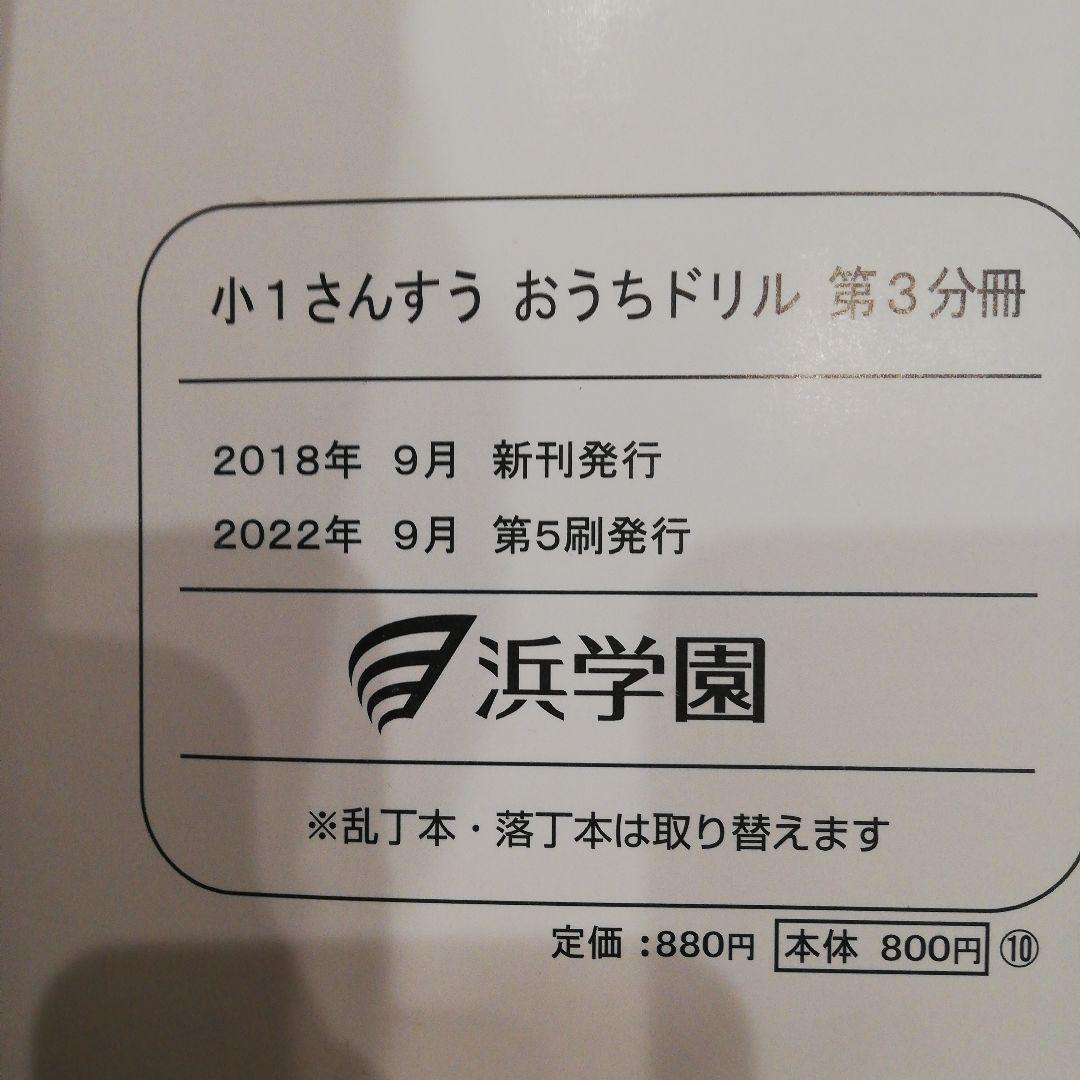 小1さんすう おうちドリル 第3分冊
2018年 9月 新刊発行
2022年 9月 第5刷発行
浜学園
※乱丁本・落丁本は取り替えます
定価:880円 本体 800円 ⑩